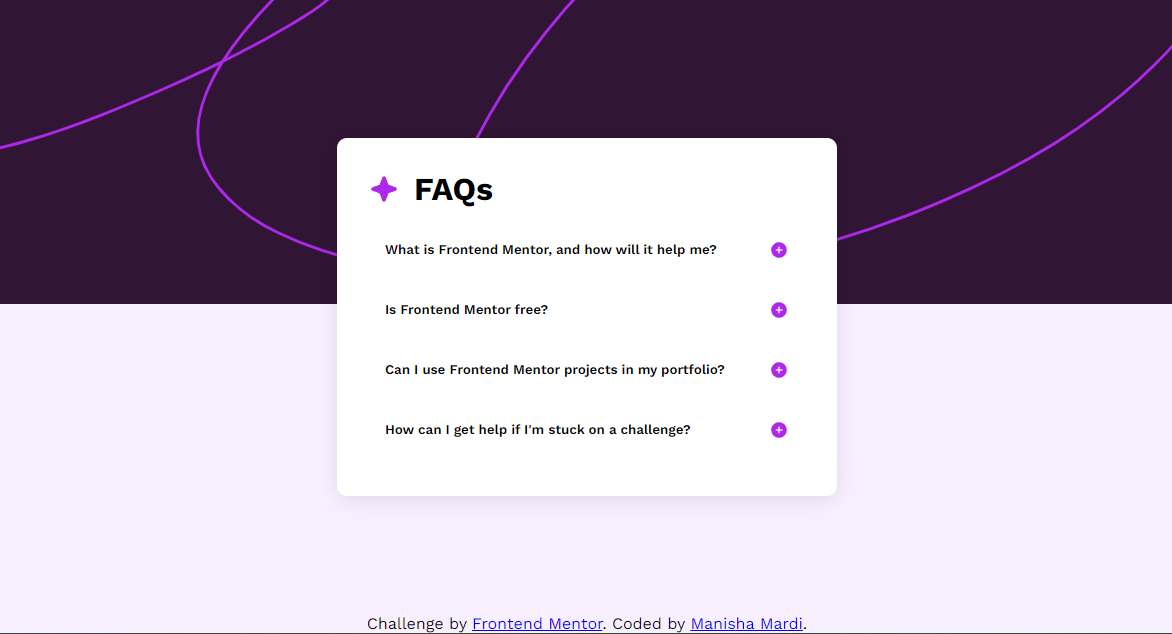 FAQs
What is Frontend Mentor, and how will it help me?
Is Frontend Mentor free?
Can I use Frontend Mentor projects in my portfolio?
How can I get help if I'm stuck on a challenge?
Challenge by Frontend Mentor. Coded by Manisha Mardi.